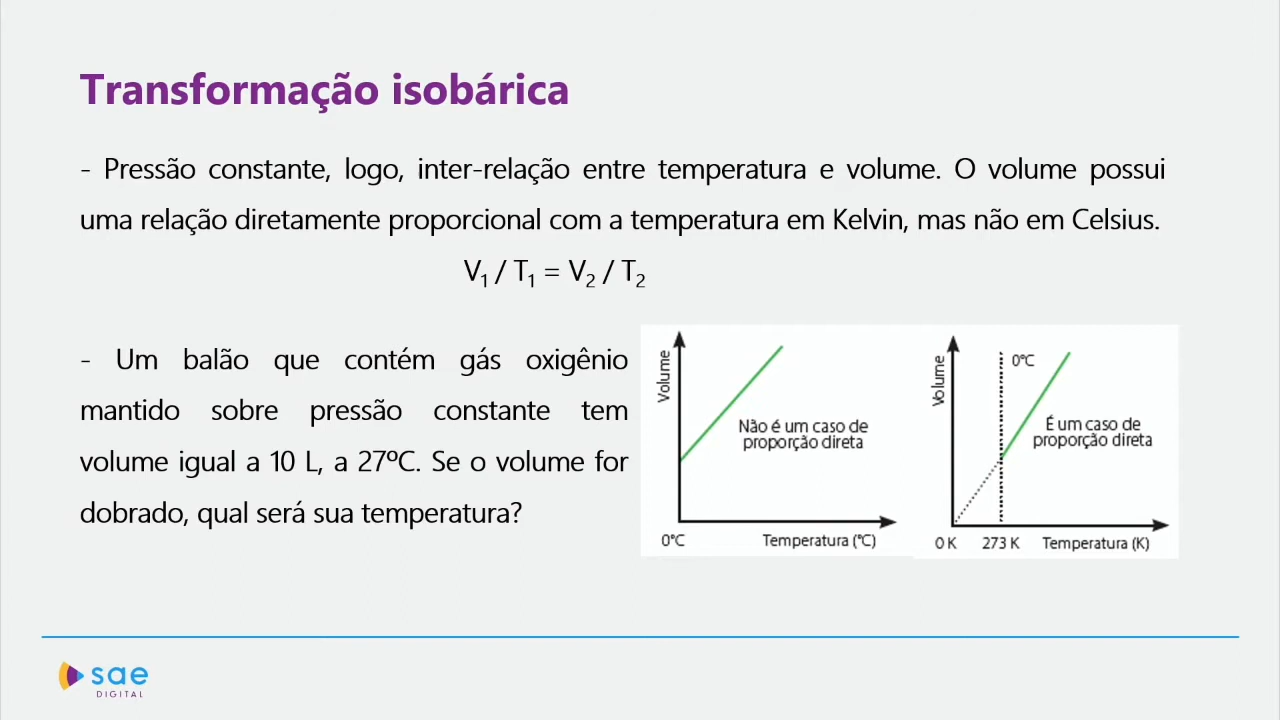 Transformação isobárica
- Pressão constante, logo, inter-relação entre temperatura e volume. O volume possui
uma relação diretamente proporcional com a temperatura em Kelvin, mas não em Celsius.
V₁ / T₁ = V₂ / T₂
- Um balão que contém gás oxigênio
mantido sobre pressão constante tem
volume igual a 10 L, a 27ºC. Se o volume for
dobrado, qual será sua temperatura?
Volume
Não é um caso de
proporção direta
0°C
Temperatura (°C)
Volume
0°C
É um caso de
proporção direta
0 K
273 K
Temperatura (K)
sae
DIGITAL